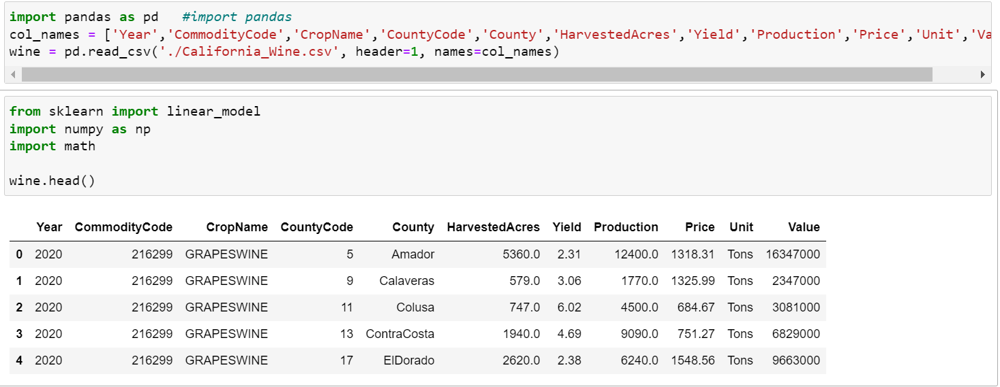 import pandas as pd   #import pandas
col_names = ['Year','CommodityCode','CropName','CountyCode','County','HarvestedAcres','Yield','Production','Price','Unit','Va
wine = pd.read_csv('./California_Wine.csv', header=1, names=col_names)
from sklearn import linear_model
import numpy as np
import math
wine.head()
Year CommodityCode CropName CountyCode County HarvestedAcres Yield Production Price Unit Value
0 2020 216299 GRAPESWINE 5 Amador 5360.0 2.31 12400.0 1318.31 Tons 16347000
1 2020 216299 GRAPESWINE 9 Calaveras 579.0 3.06 1770.0 1325.99 Tons 2347000
2 2020 216299 GRAPESWINE 11 Colusa 747.0 6.02 4500.0 684.67 Tons 3081000
3 2020 216299 GRAPESWINE 13 ContraCosta 1940.0 4.69 9090.0 751.27 Tons 6829000
4 2020 216299 GRAPESWINE 17 ElDorado 2620.0 2.38 6240.0 1548.56 Tons 9663000